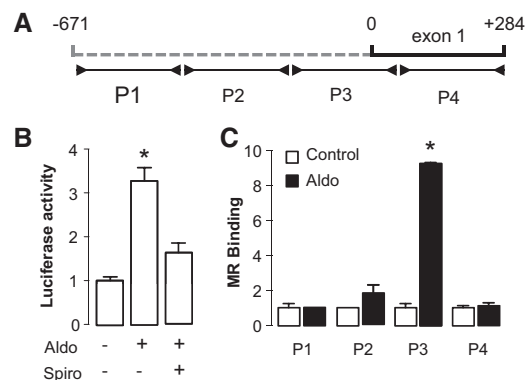 A
-671 0 +284
exon 1
P1 P2 P3 P4
B
Luciferase activity
4
3
2
1
0
*
Aldo - + +
Spiro - - +
C
MR Binding
10
8
6
4
2
0
Control
Aldo
*
P1 P2 P3 P4